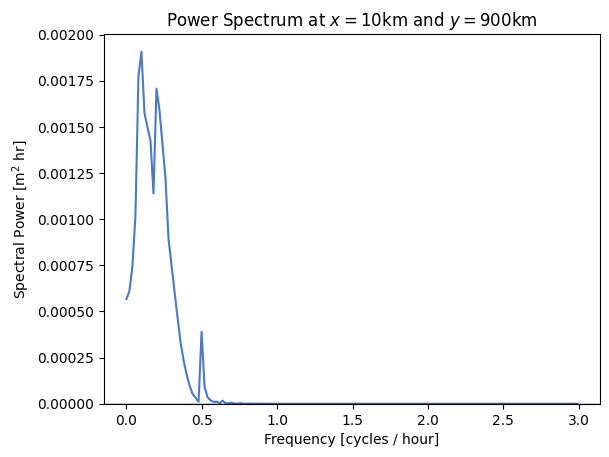 Power Spectrum at x = 10km and y = 900km
Spectral Power [m² hr]
0.00200
0.00175
0.00150
0.00125
0.00100
0.00075
0.00050
0.00025
0.00000
0.0 0.5 1.0 1.5 2.0 2.5 3.0
Frequency [cycles / hour]